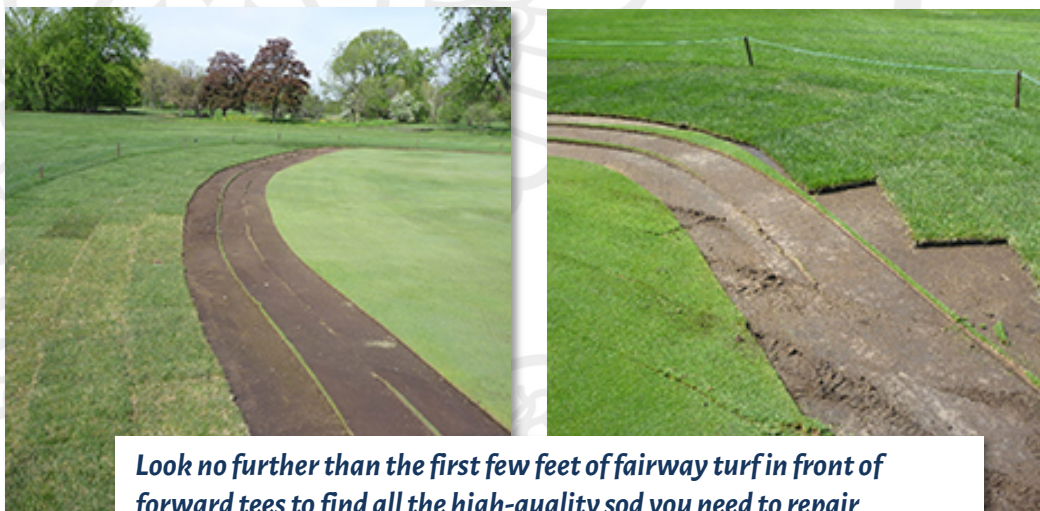 Look no further than the first few feet of fairway turf in front of
forward tees to find all the high-quality sod you need to repair